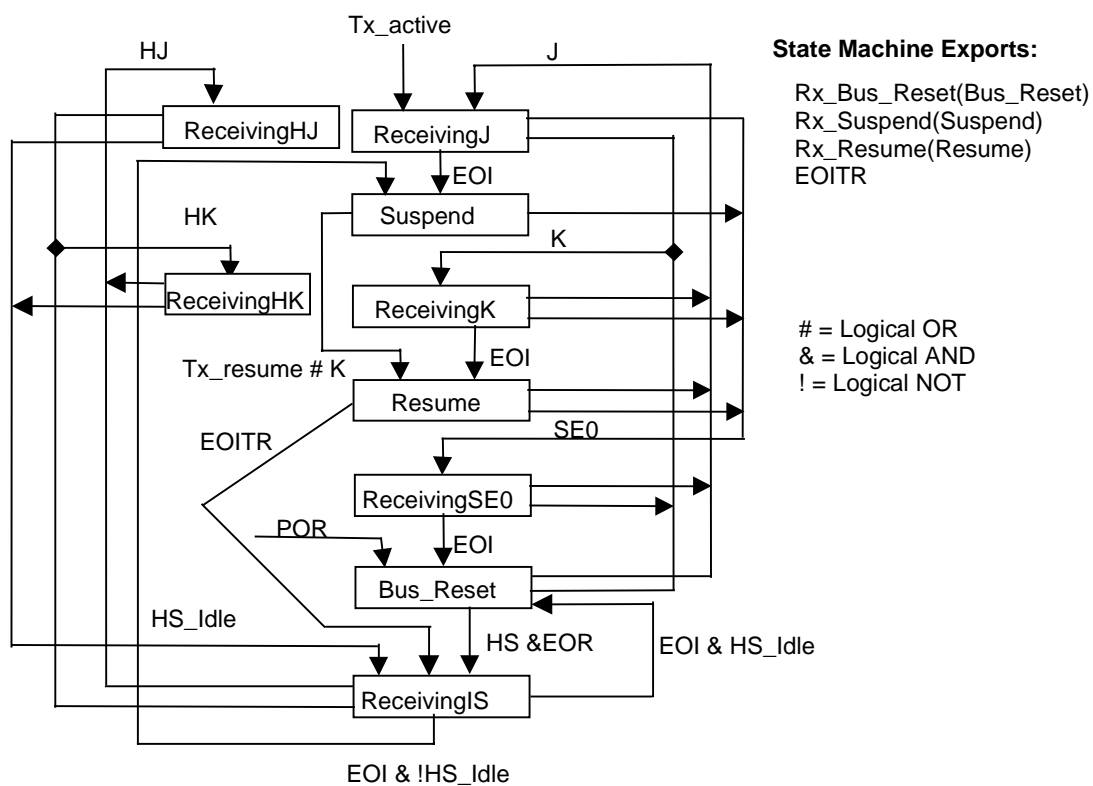 Tx_active
HJ
J
State Machine Exports:
Rx_Bus_Reset(Bus_Reset)
Rx_Suspend(Suspend)
Rx_Resume(Resume)
EOITR
ReceivingHJ
ReceivingJ
EOI
Suspend
HK
K
ReceivingHK
ReceivingK
# = Logical OR
& = Logical AND
! = Logical NOT
EOI
Tx_resume # K
Resume
SE0
EOITR
ReceivingSE0
POR
EOI
Bus_Reset
HS_Idle
HS &EOR
EOI & HS_Idle
ReceivingIS
EOI & !HS_Idle